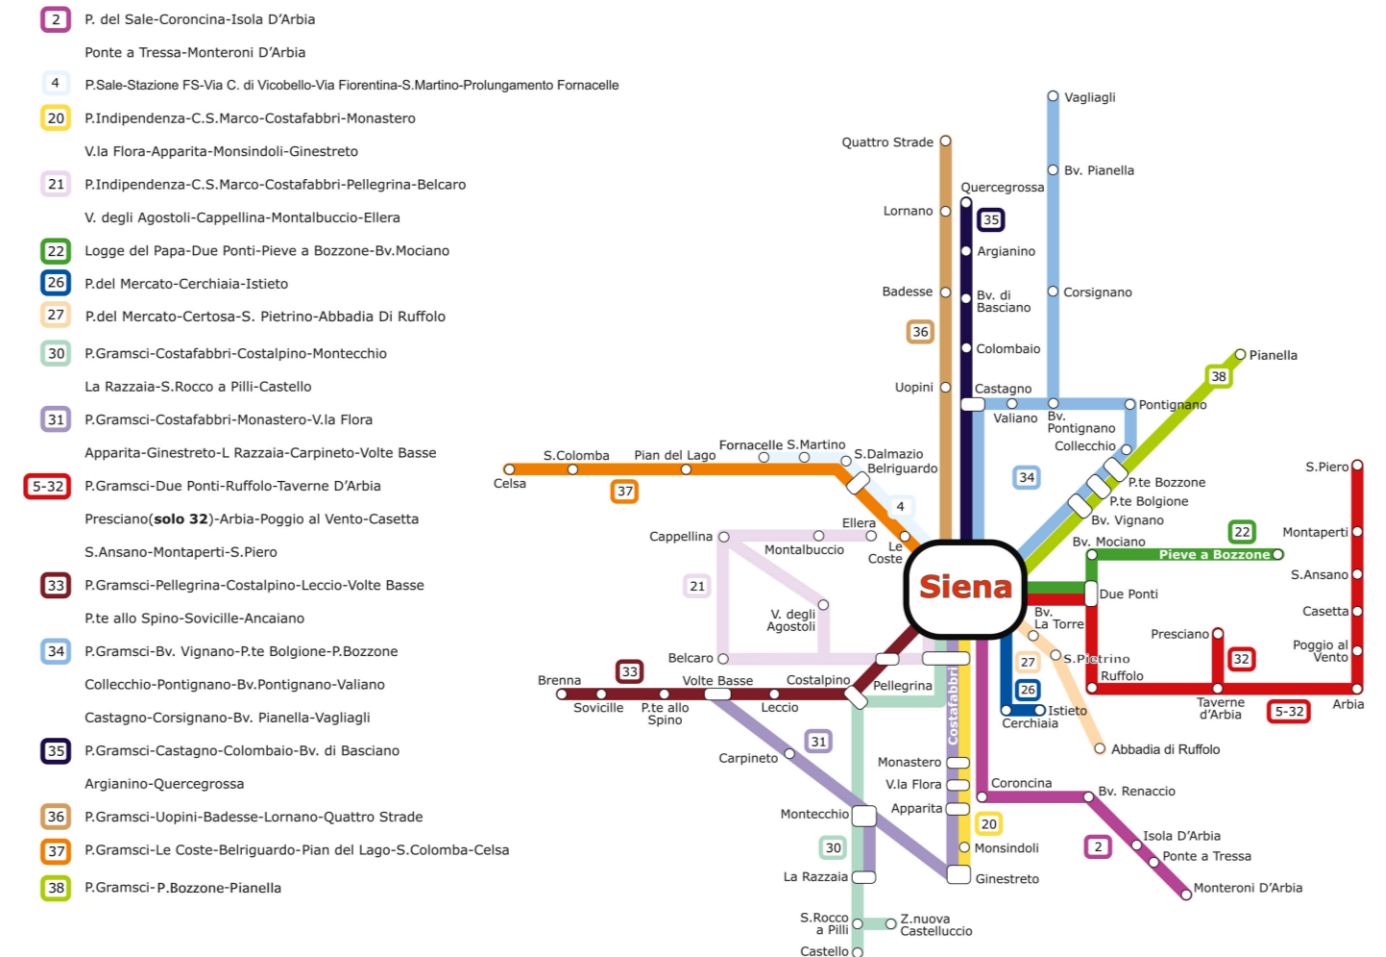 2 P. del Sale-Coroncina-Isola D’Arbia
Ponte a Tressa-Monteroni D’Arbia
4 P.Sale-Stazione FS-Via C. di Vicobello-Via Fiorentina-S.Martino-Prolungamento Fornacelle
20 P.Indipendenza-C.S.Marco-Costafabbri-Monastero
V.la Flora-Apparita-Monsindoli-Ginestreto
21 P.Indipendenza-C.S.Marco-Costafabbri-Pellegrina-Belcaro
V. degli Agostoli-Cappellina-Montalbuccio-Ellera
22 Logge del Papa-Due Ponti-Pieve a Bozzone-Bv.Mociano
26 P.del Mercato-Cerchiaia-Istieto
27 P.del Mercato-Certosa-S. Pietrino-Abbadia Di Ruffolo
30 P.Gramsci-Costafabbri-Costalpino-Montecchio
La Razzaia-S.Rocco a Pilli-Castello
31 P.Gramsci-Costafabbri-Monastero-V.la Flora
Apparita-Ginestreto-L Razzaia-Carpineto-Volte Basse
5-32 P.Gramsci-Due Ponti-Ruffolo-Taverne D’Arbia
Presciano(solo 32)-Arbia-Poggio al Vento-Casetta
S.Ansano-Montaperti-S.Piero
33 P.Gramsci-Pellegrina-Costalpino-Leccio-Volte Basse
P.te allo Spino-Sovicille-Ancaiano
34 P.Gramsci-Bv. Vignano-P.te Bolgione-P.Bozzone
Collecchio-Pontignano-Bv.Pontignano-Valiano
Castagno-Corsignano-Bv. Pianella-Vagliagli
35 P.Gramsci-Castagno-Colombaio-Bv. di Basciano
Argianino-Quercegrossa
36 P.Gramsci-Uopini-Badesse-Lornano-Quattro Strade
37 P.Gramsci-Le Coste-Belriguardo-Pian del Lago-S.Colomba-Celsa
38 P.Gramsci-P.Bozzone-Pianella
Vagliagli
Bv. Pianella
Corsignano
Quattro Strade
Lornano
Badesse
36
Uopini
Quercegrossa
35
Argianino
Bv. di
Basciano
Colombaio
Castagno
Valiano
Bv.
Pontignano
Pontignano
Collecchio
34
Pianella
38
P.te Bozzone
P.te Bolgione
Bv. Vignano
Celsa
S.Colomba
37
Pian del Lago
Fornacelle
S.Martino
S.Dalmazio
Belriguardo
4
Le
Coste
Ellera
Montalbuccio
Cappellina
21
V. degli
Agostoli
Belcaro
Siena
Bv. Mociano
22
Pieve a Bozzone
Due Ponti
S.Piero
Montaperti
S.Ansano
Casetta
Poggio al
Vento
Arbia
5-32
Presciano
32
Taverne
d’Arbia
Ruffolo
Bv.
La Torre
S.Pietrino
27
26
Istieto
Cerchiaia
Abbadia di Ruffolo
Brenna
Sovicille
33
P.te allo
Spino
Volte Basse
Leccio
Costalpino
Pellegrina
Costafabbri
Carpineto
31
Monastero
V.la Flora
Apparita
20
Monsindoli
Ginestreto
Montecchio
30
La Razzaia
S.Rocco
a Pilli
Z.nuova
Castelluccio
Castello
Coroncina
Bv. Renaccio
2
Isola D’Arbia
Ponte a Tressa
Monteroni D’Arbia